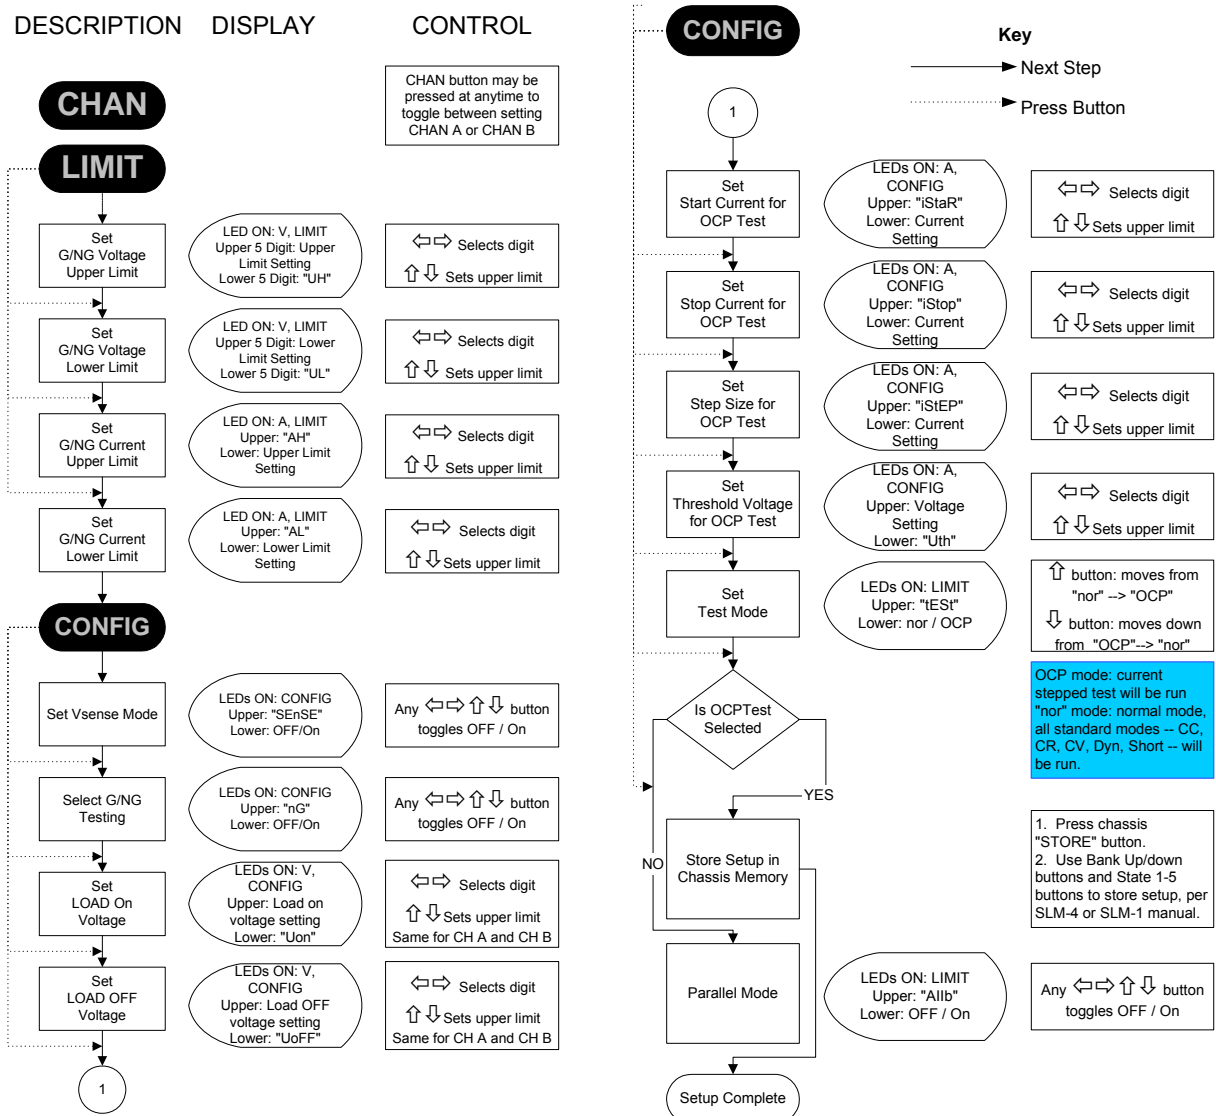 DESCRIPTION DISPLAY CONTROL
CHAN
CHAN button may be
pressed at anytime to
toggle between setting
CHAN A or CHAN B
LIMIT
Set
G/NG Voltage
Upper Limit
LED ON: V, LIMIT
Upper 5 Digit: Upper
Limit Setting
Lower 5 Digit: "UH"
⇦⇨ Selects digit
⇧⇩ Sets upper limit
Set
G/NG Voltage
Lower Limit
LED ON: V, LIMIT
Upper 5 Digit: Lower
Limit Setting
Lower 5 Digit: "UL"
⇦⇨ Selects digit
⇧⇩ Sets upper limit
Set
G/NG Current
Upper Limit
LED ON: A, LIMIT
Upper: "AH"
Lower: Upper Limit
Setting
⇦⇨ Selects digit
⇧⇩ Sets upper limit
Set
G/NG Current
Lower Limit
LED ON: A, LIMIT
Upper: "AL"
Lower: Lower Limit
Setting
⇦⇨ Selects digit
⇧⇩ Sets upper limit
CONFIG
Set Vsense Mode
LEDs ON: CONFIG
Upper: "SEnSE"
Lower: OFF/On
Any ⇦⇨⇧⇩ button
toggles OFF / On
Select G/NG
Testing
LEDs ON: CONFIG
Upper: "nG"
Lower: OFF/On
Any ⇦⇨⇧⇩ button
toggles OFF / On
Set
LOAD On
Voltage
LEDs ON: V,
CONFIG
Upper: Load on
voltage setting
Lower: "Uon"
⇦⇨ Selects digit
⇧⇩ Sets upper limit
Same for CH A and CH B
Set
LOAD OFF
Voltage
LEDs ON: V,
CONFIG
Upper: Load OFF
voltage setting
Lower: "UoFF"
⇦⇨ Selects digit
⇧⇩ Sets upper limit
Same for CH A and CH B
1
CONFIG
Key
Next Step
Press Button
1
Set
Start Current for
OCP Test
LEDs ON: A,
CONFIG
Upper: "iStaR"
Lower: Current
Setting
⇦⇨ Selects digit
⇧⇩ Sets upper limit
Set
Stop Current for
OCP Test
LEDs ON: A,
CONFIG
Upper: "iStop"
Lower: Current
Setting
⇦⇨ Selects digit
⇧⇩ Sets upper limit
Set
Step Size for
OCP Test
LEDs ON: A,
CONFIG
Upper: "iStEP"
Lower: Current
Setting
⇦⇨ Selects digit
⇧⇩ Sets upper limit
Set
Threshold Voltage
for OCP Test
LEDs ON: A,
CONFIG
Upper: Voltage
Setting
Lower: "Uth"
⇦⇨ Selects digit
⇧⇩ Sets upper limit
Set
Test Mode
LEDs ON: LIMIT
Upper: "tESt"
Lower: nor / OCP
⇧ button: moves from
"nor" --> "OCP"
⇩ button: moves down
from "OCP"--> "nor"
Is OCPTest
Selected
OCP mode: current
stepped test will be run
"nor" mode: normal mode,
all standard modes -- CC,
CR, CV, Dyn, Short -- will
be run.
YES
NO
Store Setup in
Chassis Memory
1. Press chassis
"STORE" button.
2. Use Bank Up/down
buttons and State 1-5
buttons to store setup, per
SLM-4 or SLM-1 manual.
Parallel Mode
LEDs ON: LIMIT
Upper: "AIIb"
Lower: OFF / On
Any ⇦⇨⇧⇩ button
toggles OFF / On
Setup Complete